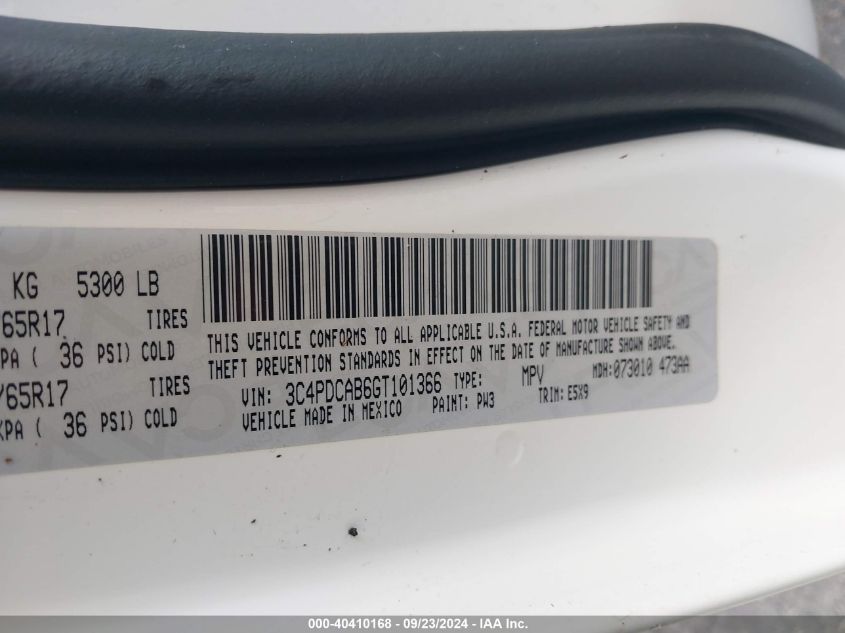 KG 5300 LB
/65R17 TIRES
KPA ( 36 PSI) COLD
/65R17 TIRES
KPA ( 36 PSI) COLD
THIS VEHICLE CONFORMS TO ALL APPLICABLE U.S.A. FEDERAL MOTOR VEHICLE SAFETY AND
THEFT PREVENTION STANDARDS IN EFFECT ON THE DATE OF MANUFACTURE SHOWN ABOVE.
VIN: 3C4PDCAB6GT101366 TYPE: MPV MDH:073010 473AA
VEHICLE MADE IN MEXICO PAINT: PW3 TRIM: E5X9
000-40410168 - 09/23/2024 - IAA Inc.